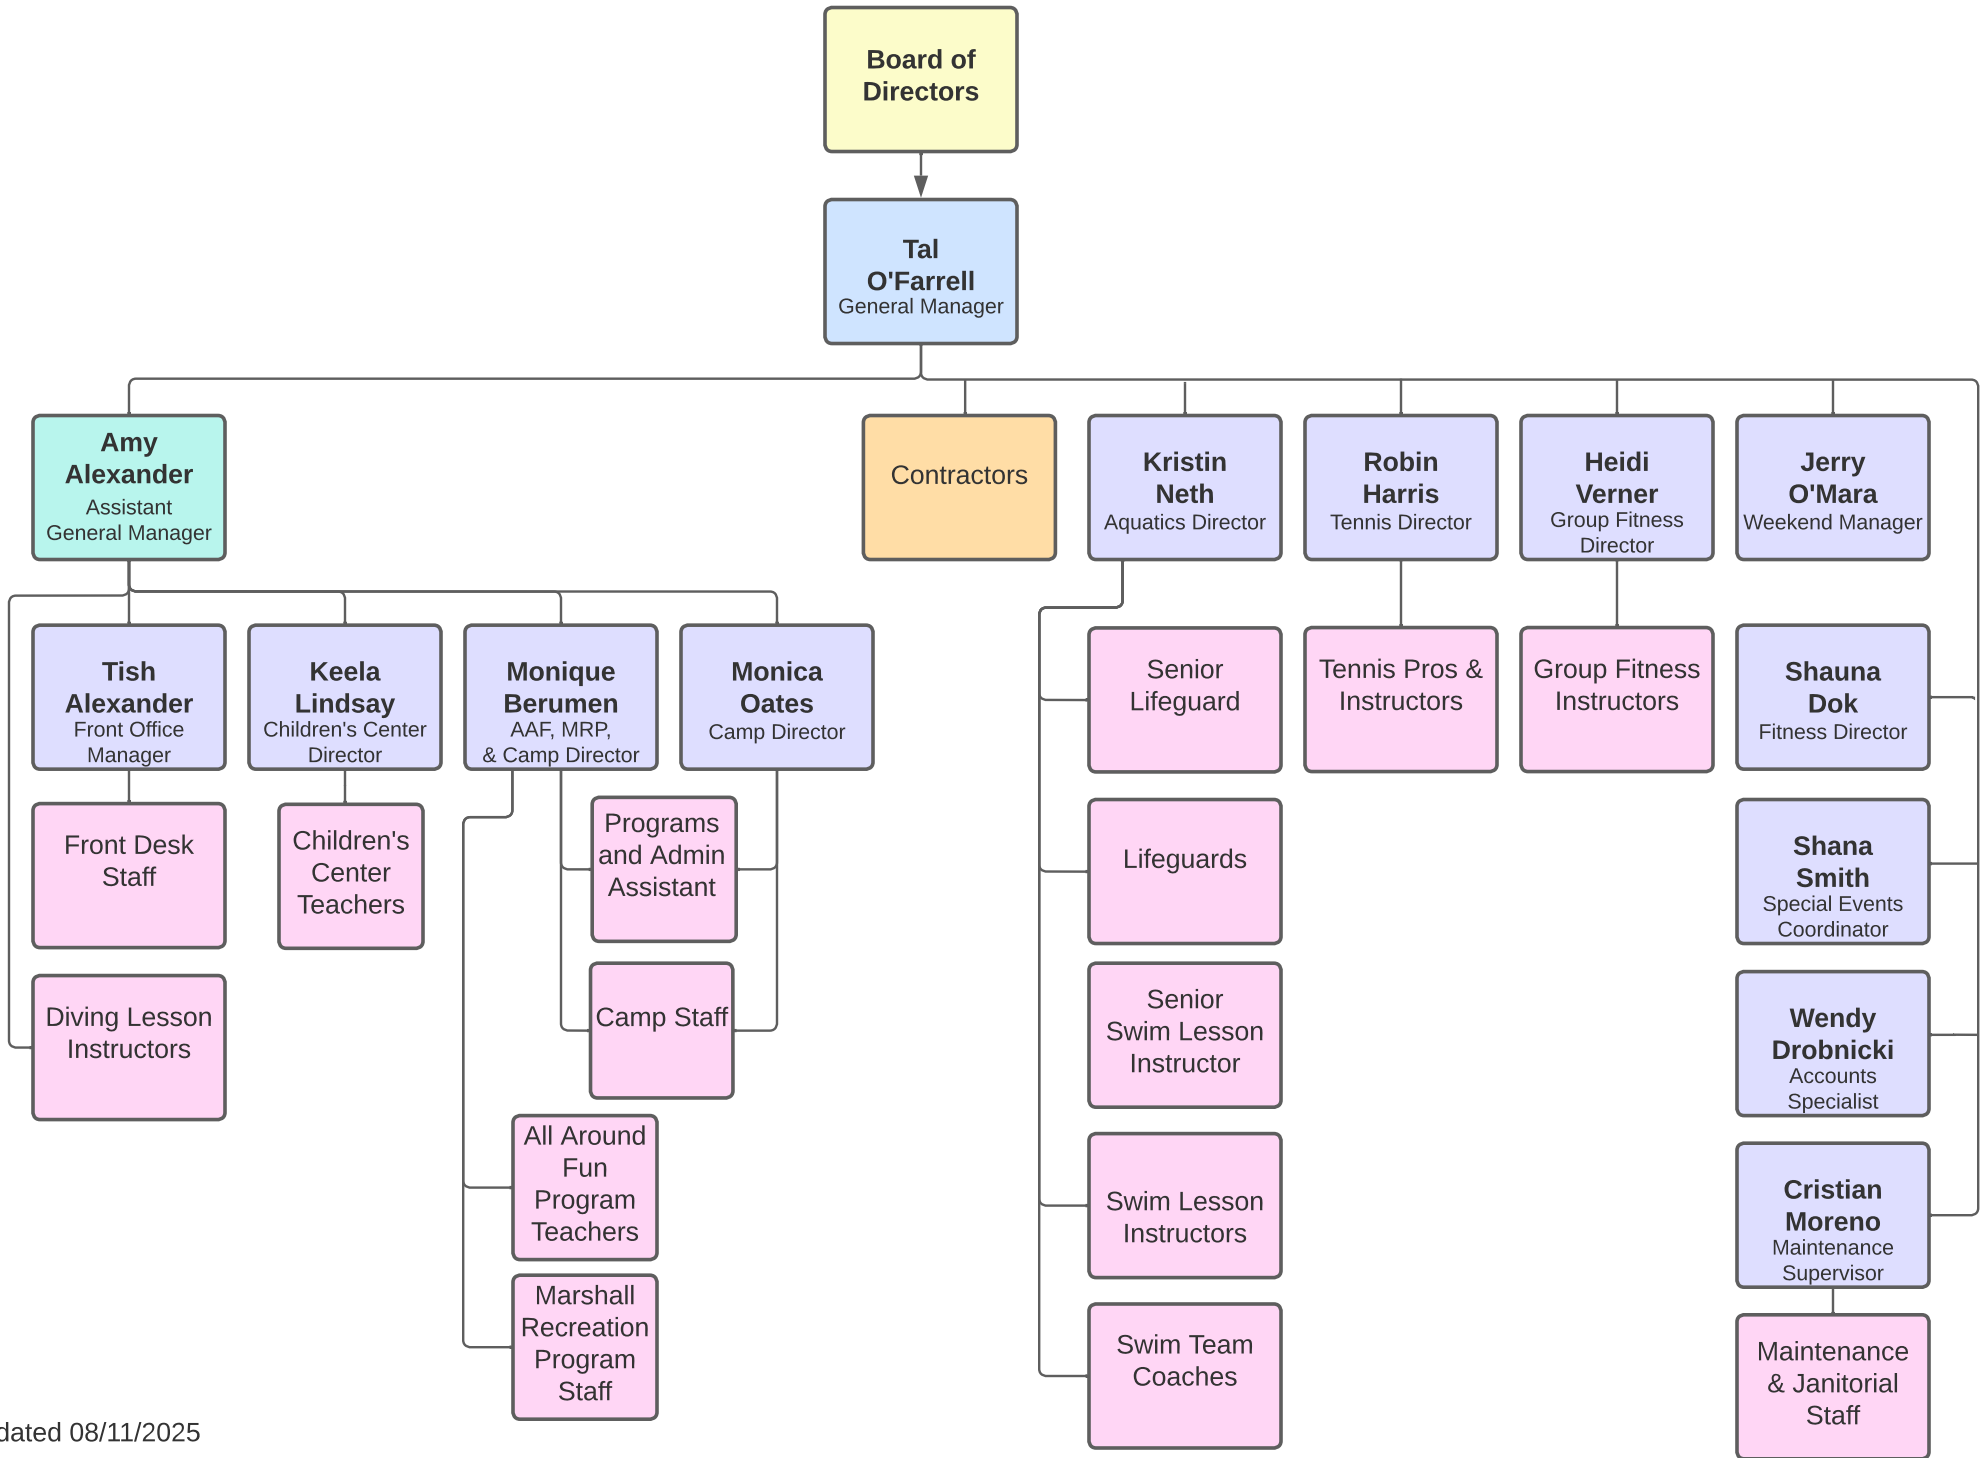 Board of
Directors
Tal
O'Farrell
General Manager
Amy
Alexander
Assistant
General Manager
Contractors
Kristin
Neth
Aquatics Director
Robin
Harris
Tennis Director
Heidi
Verner
Group Fitness
Director
Jerry
O'Mara
Weekend Manager
Tish
Alexander
Front Office
Manager
Keela
Lindsay
Children's Center
Director
Monique
Berumen
AAF, MRP,
& Camp Director
Monica
Oates
Camp Director
Senior
Lifeguard
Tennis Pros &
Instructors
Group Fitness
Instructors
Shauna
Dok
Fitness Director
Front Desk
Staff
Children's
Center
Teachers
Programs
and Admin
Assistant
Lifeguards
Shana
Smith
Special Events
Coordinator
Diving Lesson
Instructors
Camp Staff
Senior
Swim Lesson
Instructor
Wendy
Drobnicki
Accounts
Specialist
All Around
Fun
Program
Teachers
Swim Lesson
Instructors
Cristian
Moreno
Maintenance
Supervisor
Marshall
Recreation
Program
Staff
Swim Team
Coaches
Maintenance
& Janitorial
Staff
dated 08/11/2025